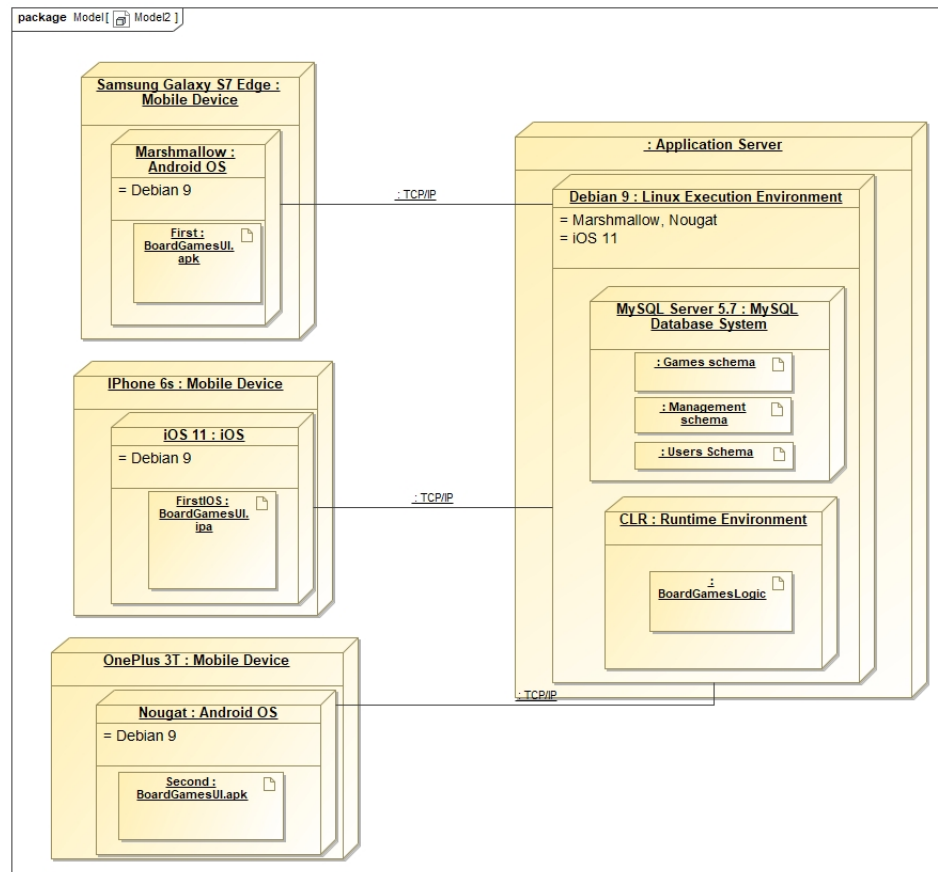 package Model[ Model2 ]
Samsung Galaxy S7 Edge :
Mobile Device
Marshmallow :
Android OS
= Debian 9
First :
BoardGamesUI.
apk
: TCP/IP
: Application Server
Debian 9 : Linux Execution Environment
= Marshmallow, Nougat
= iOS 11
MySQL Server 5.7 : MySQL
Database System
: Games schema
: Management
schema
: Users Schema
IPhone 6s : Mobile Device
iOS 11 : iOS
= Debian 9
FirstIOS :
BoardGamesUI.
ipa
: TCP/IP
CLR : Runtime Environment
:
BoardGamesLogic
OnePlus 3T : Mobile Device
Nougat : Android OS
= Debian 9
Second :
BoardGamesUI.apk
: TCP/IP